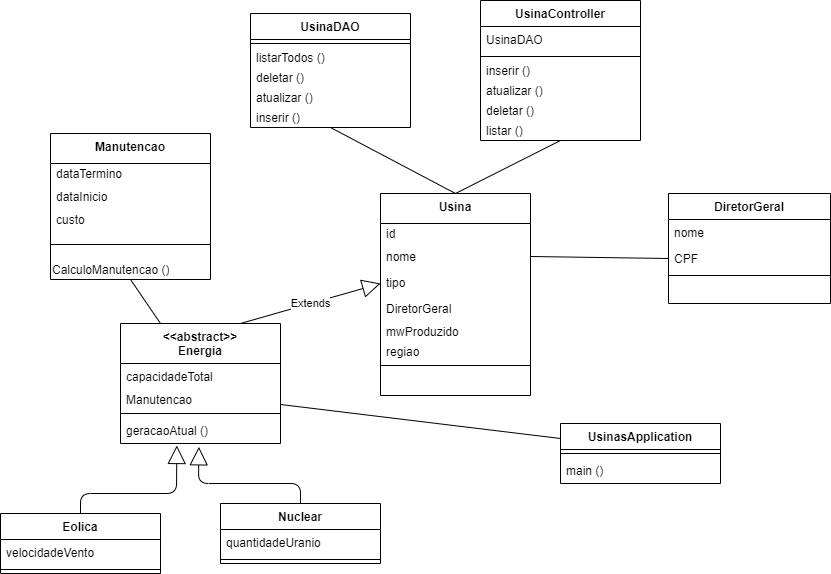 UsinaDAO
listarTodos ()
deletar ()
atualizar ()
inserir ()
UsinaController
UsinaDAO
inserir ()
atualizar ()
deletar ()
listar ()
Manutencao
dataTermino
dataInicio
custo
CalculoManutencao ()
Usina
id
nome
tipo
DiretorGeral
mwProduzido
regiao
DiretorGeral
nome
CPF
Extends
<<abstract>>
Energia
capacidadeTotal
Manutencao
geracaoAtual ()
UsinasApplication
main ()
Eolica
velocidadeVento
Nuclear
quantidadeUranio